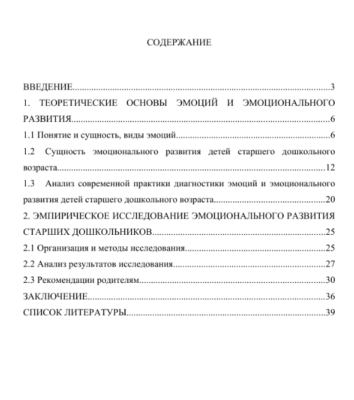 СОДЕРЖАНИЕ
ВВЕДЕНИЕ...3
1. ТЕОРЕТИЧЕСКИЕ ОСНОВЫ ЭМОЦИЙ И ЭМОЦИОНАЛЬНОГО
РАЗВИТИЯ...6
1.1 Понятие и сущность, виды эмоций...6
1.2 Сущность эмоционального развития детей старшего дошкольного
возраста...12
1.3 Анализ современной практики диагностики эмоций и эмоционального
развития детей старшего дошкольного возраста...20
2. ЭМПИРИЧЕСКОЕ ИССЛЕДОВАНИЕ ЭМОЦИОНАЛЬНОГО РАЗВИТИЯ
СТАРШИХ ДОШКОЛЬНИКОВ...25
2.1 Организация и методы исследования...25
2.2 Анализ результатов исследования...27
2.3 Рекомендации родителям...30
ЗАКЛЮЧЕНИЕ...36
СПИСОК ЛИТЕРАТУРЫ...39